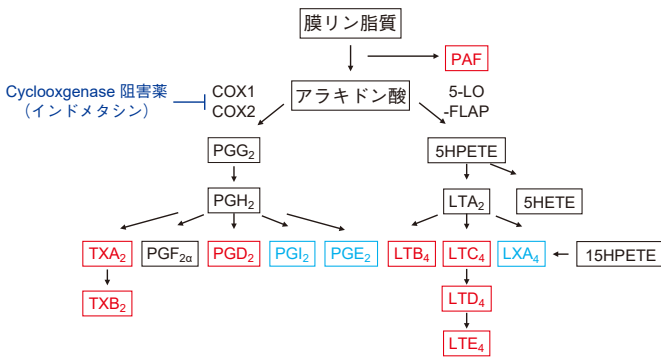 膜リン脂質
PAF
Cyclooxgenase 阻害薬
（インドメタシン）
COX1
COX2
アラキドン酸
5-LO
-FLAP
PGG₂
5HPETE
PGH₂
LTA₂
5HETE
TXA₂ PGF₂α PGD₂ PGI₂ PGE₂ LTB₄ LTC₄ LXA₄ 15HPETE
TXB₂
LTD₄
LTE₄